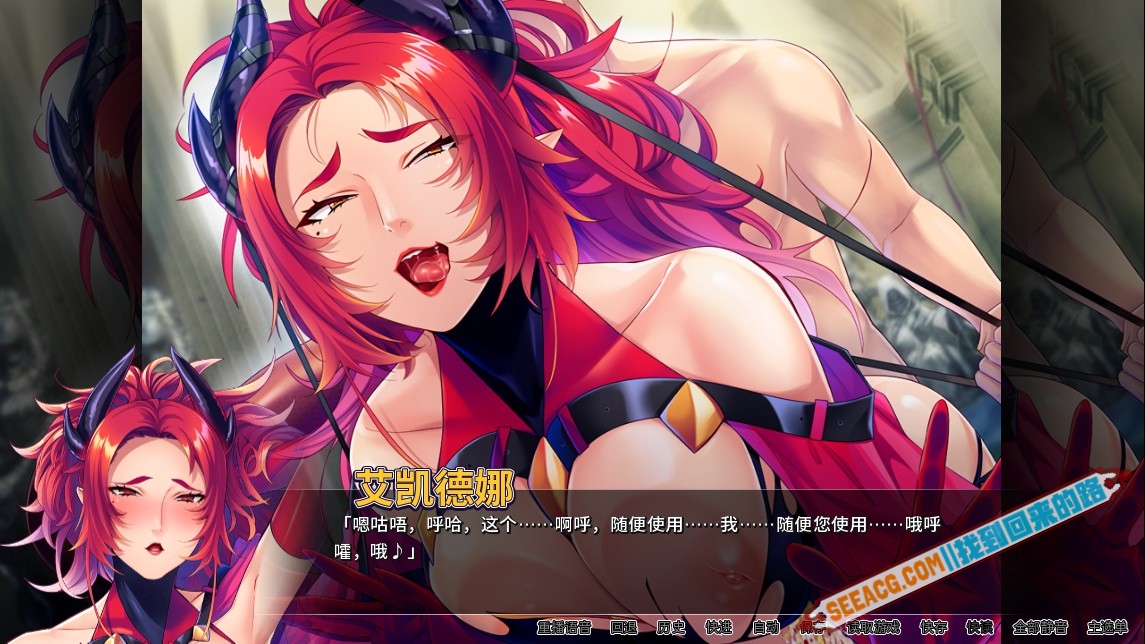 艾凯德娜
「嗯咕唔，呼哈，这个……啊呼，随便使用……我……随便您使用……哦呼
嚯，哦♪」
SEEACG.COM||找到回来的路
重播语音 回退 历史 快进 自动 保存 读取游戏 快存 快读 全部静音 主选单